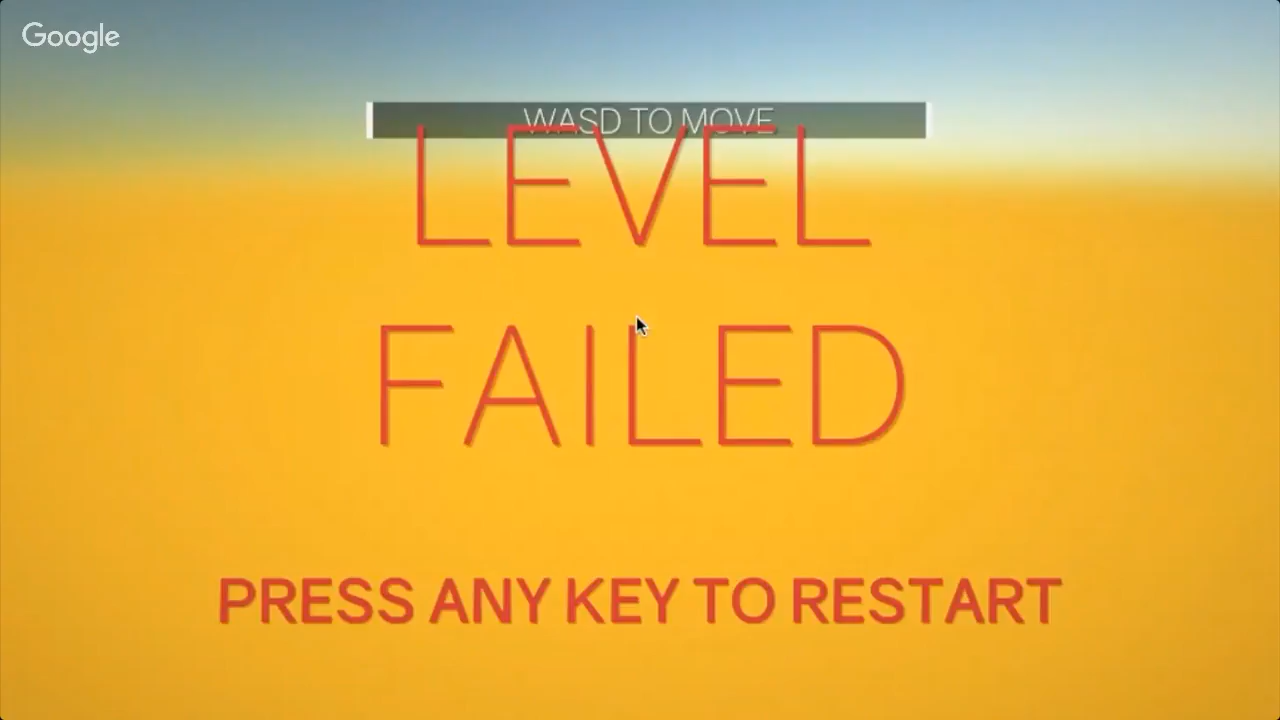 Google
WASD TO MOVE
LEVEL
FAILED
PRESS ANY KEY TO RESTART